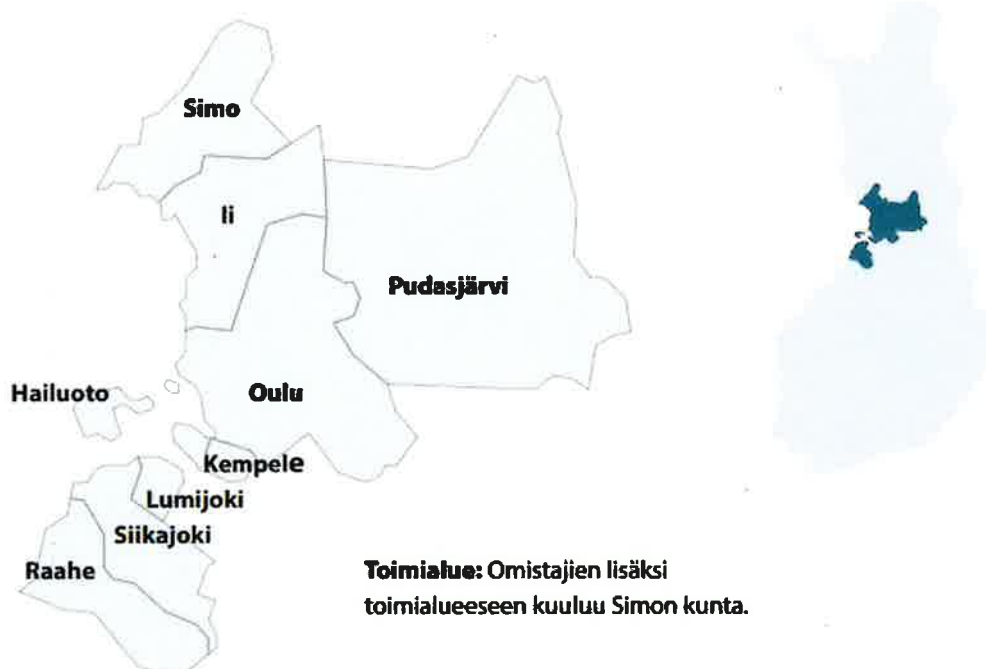 Simo
Ii
Pudasjärvi
Hailuoto
Oulu
Kempele
Lumijoki
Siikajoki
Raahe
Toimialue: Omistajien lisäksi
toimialueeseen kuuluu Simon kunta.